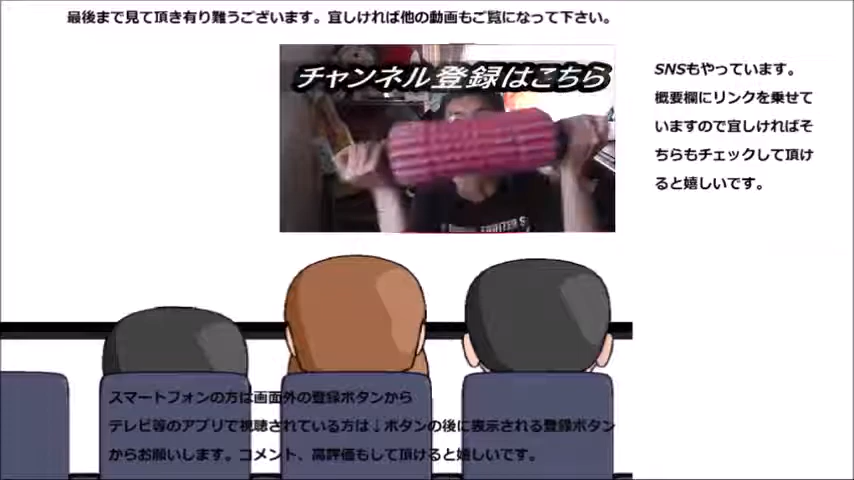 最後まで見て頂き有り難うございます。宜しければ他の動画もご覧になって下さい。
チャンネル登録はこちら
SNSもやっています。
概要欄にリンクを乗せて
いますので宜しければそ
ちらもチェックして頂け
ると嬉しいです。
スマートフォンの方は画面外の登録ボタンから
テレビ等のアプリで視聴されている方は↓ボタンの後に表示される登録ボタン
からお願いします。コメント、高評価もして頂けると嬉しいです。